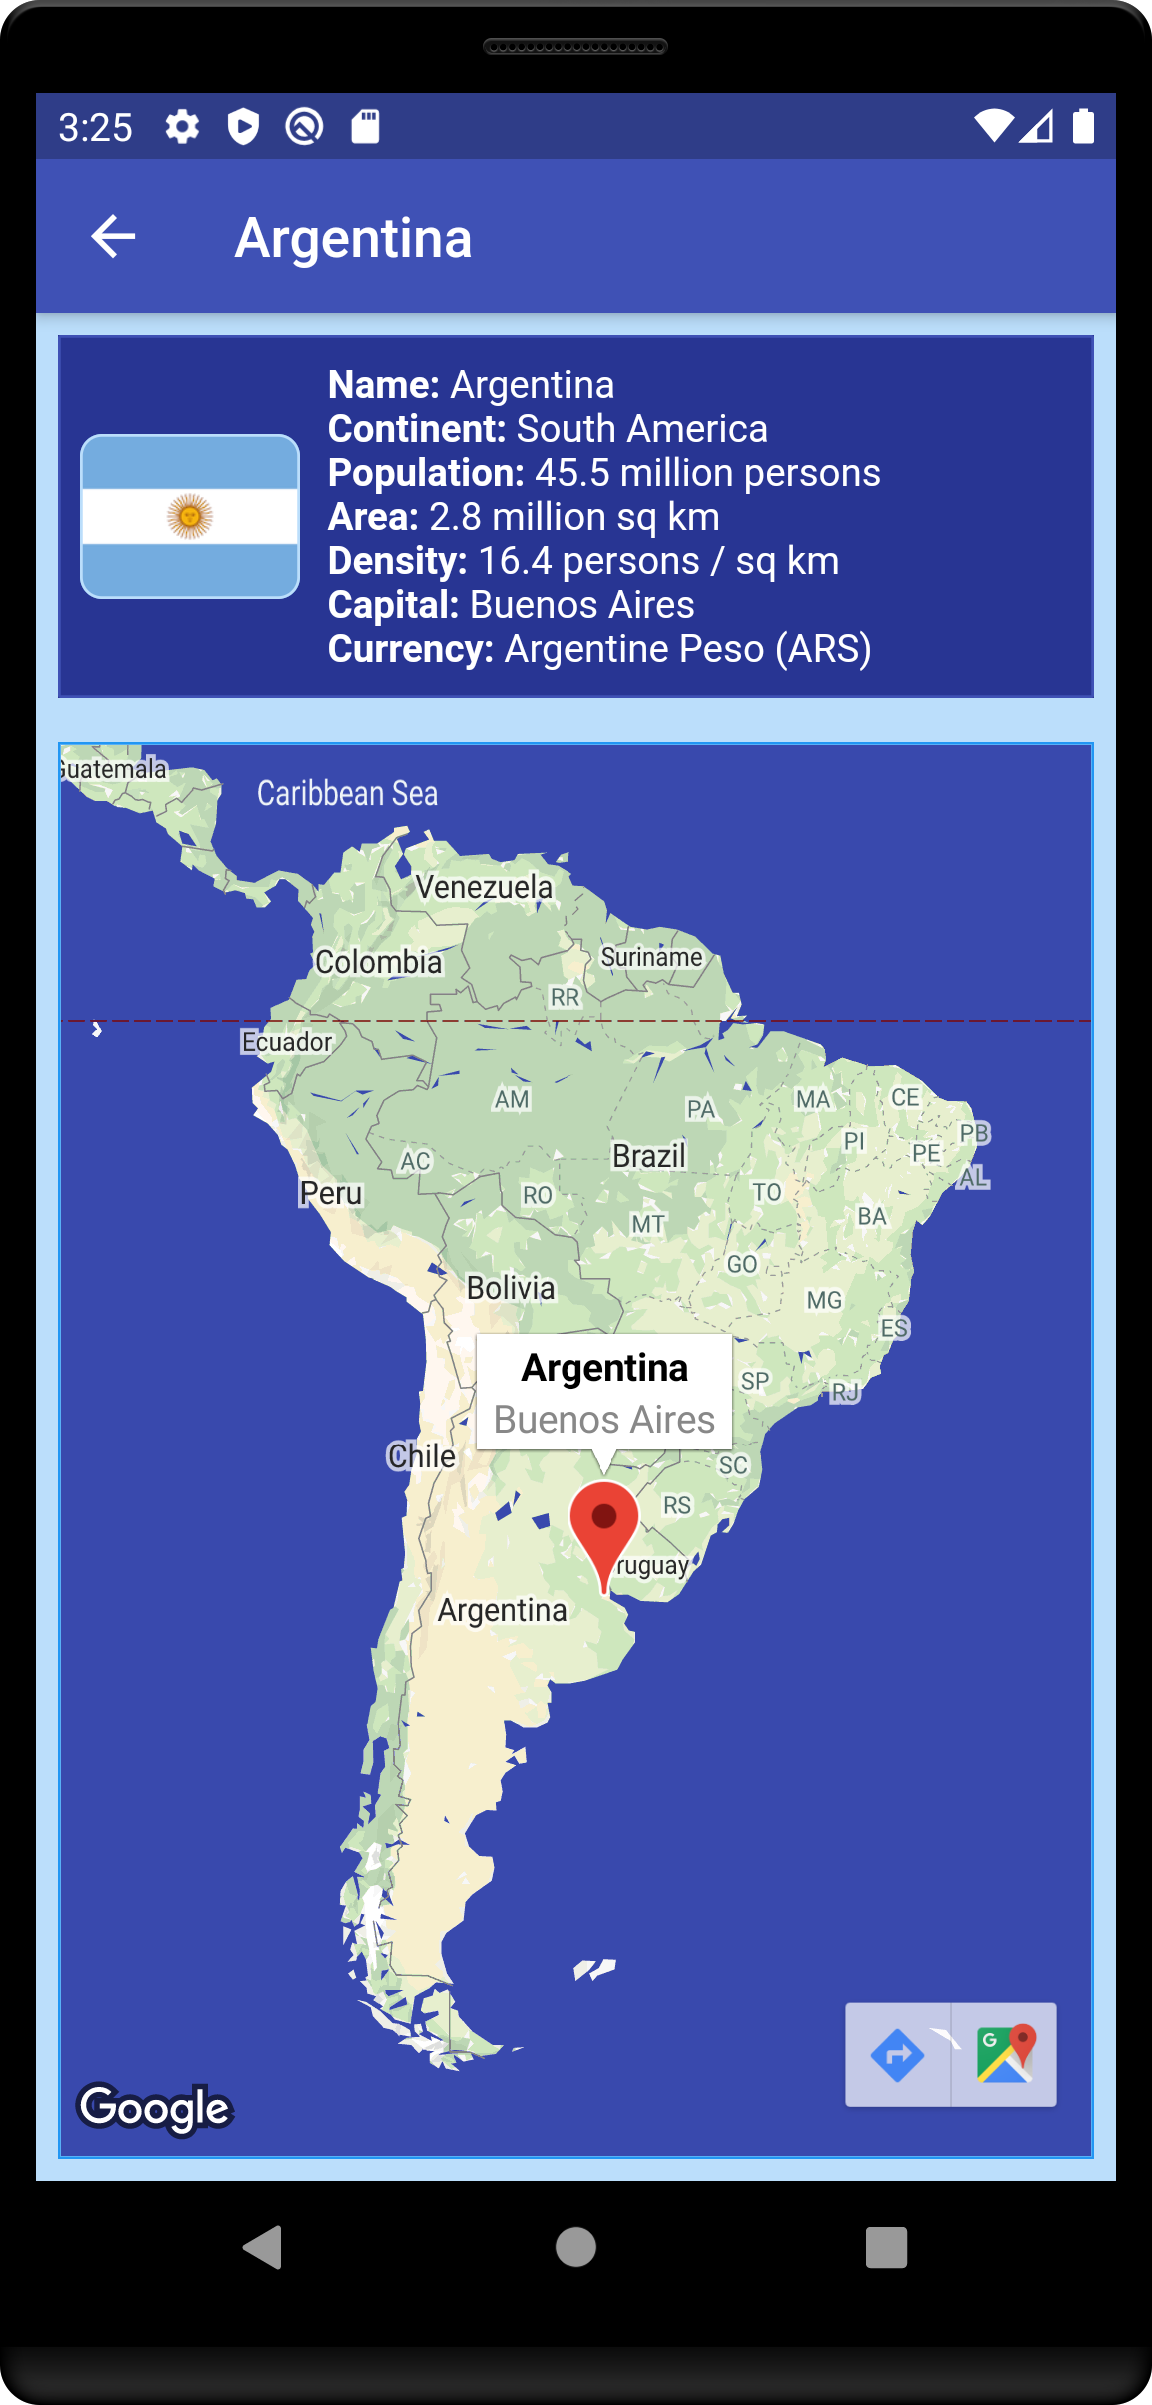 3:25
Argentina
Name: Argentina
Continent: South America
Population: 45.5 million persons
Area: 2.8 million sq km
Density: 16.4 persons / sq km
Capital: Buenos Aires
Currency: Argentine Peso (ARS)
Guatemala
Caribbean Sea
Venezuela
Colombia
Suriname
RR
Ecuador
AM
PA
MA
CE
PB
PI
PE
AC
Brazil
AL
Peru
RO
TO
MT
BA
GO
Bolivia
MG
ES
Argentina
Buenos Aires
SP
RJ
Chile
SC
RS
ruguay
Argentina
G
Google